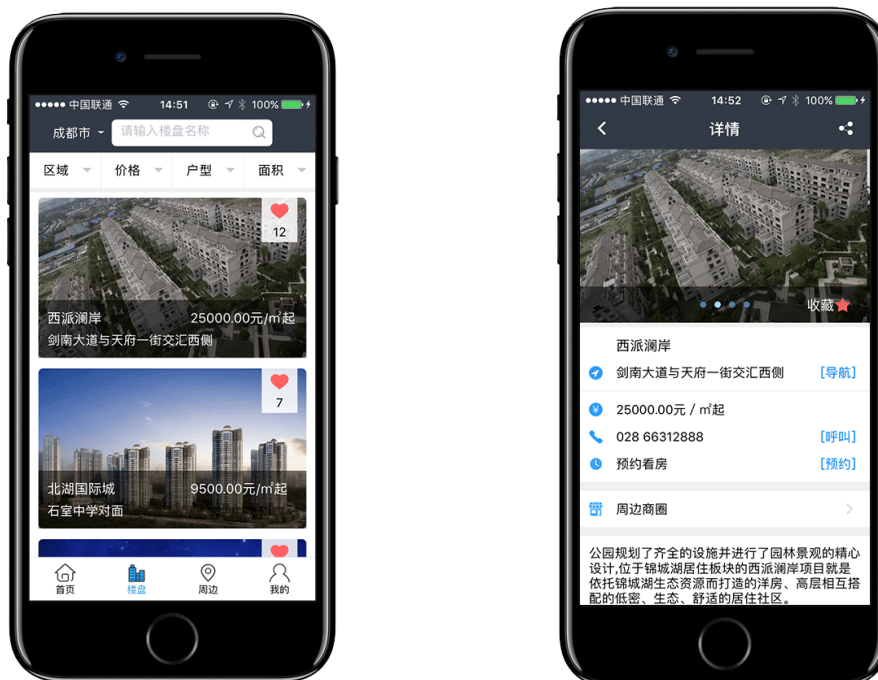 中国联通 14:51 100%
成都市 请输入楼盘名称
区域 价格 户型 面积
12
西派澜岸 25000.00元/㎡起
剑南大道与天府一街交汇西侧
7
北湖国际城 9500.00元/㎡起
石室中学对面
首页 楼盘 周边 我的
中国联通 14:52 100%
详情
收藏
西派澜岸
剑南大道与天府一街交汇西侧 [导航]
25000.00元 / ㎡起
028 66312888 [呼叫]
预约看房 [预约]
周边商圈
公园规划了齐全的设施并进行了园林景观的精心
设计,位于锦城湖居住板块的西派澜岸项目就是
依托锦城湖生态资源而打造的洋房、高层相互搭
配的低密、生态、舒适的居住社区。